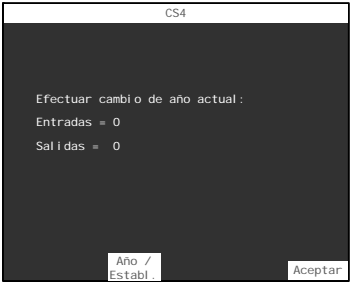 CS4
Efectuar cambio de año actual:
Entradas = 0
Salidas = 0
Año /
Establ.
Aceptar